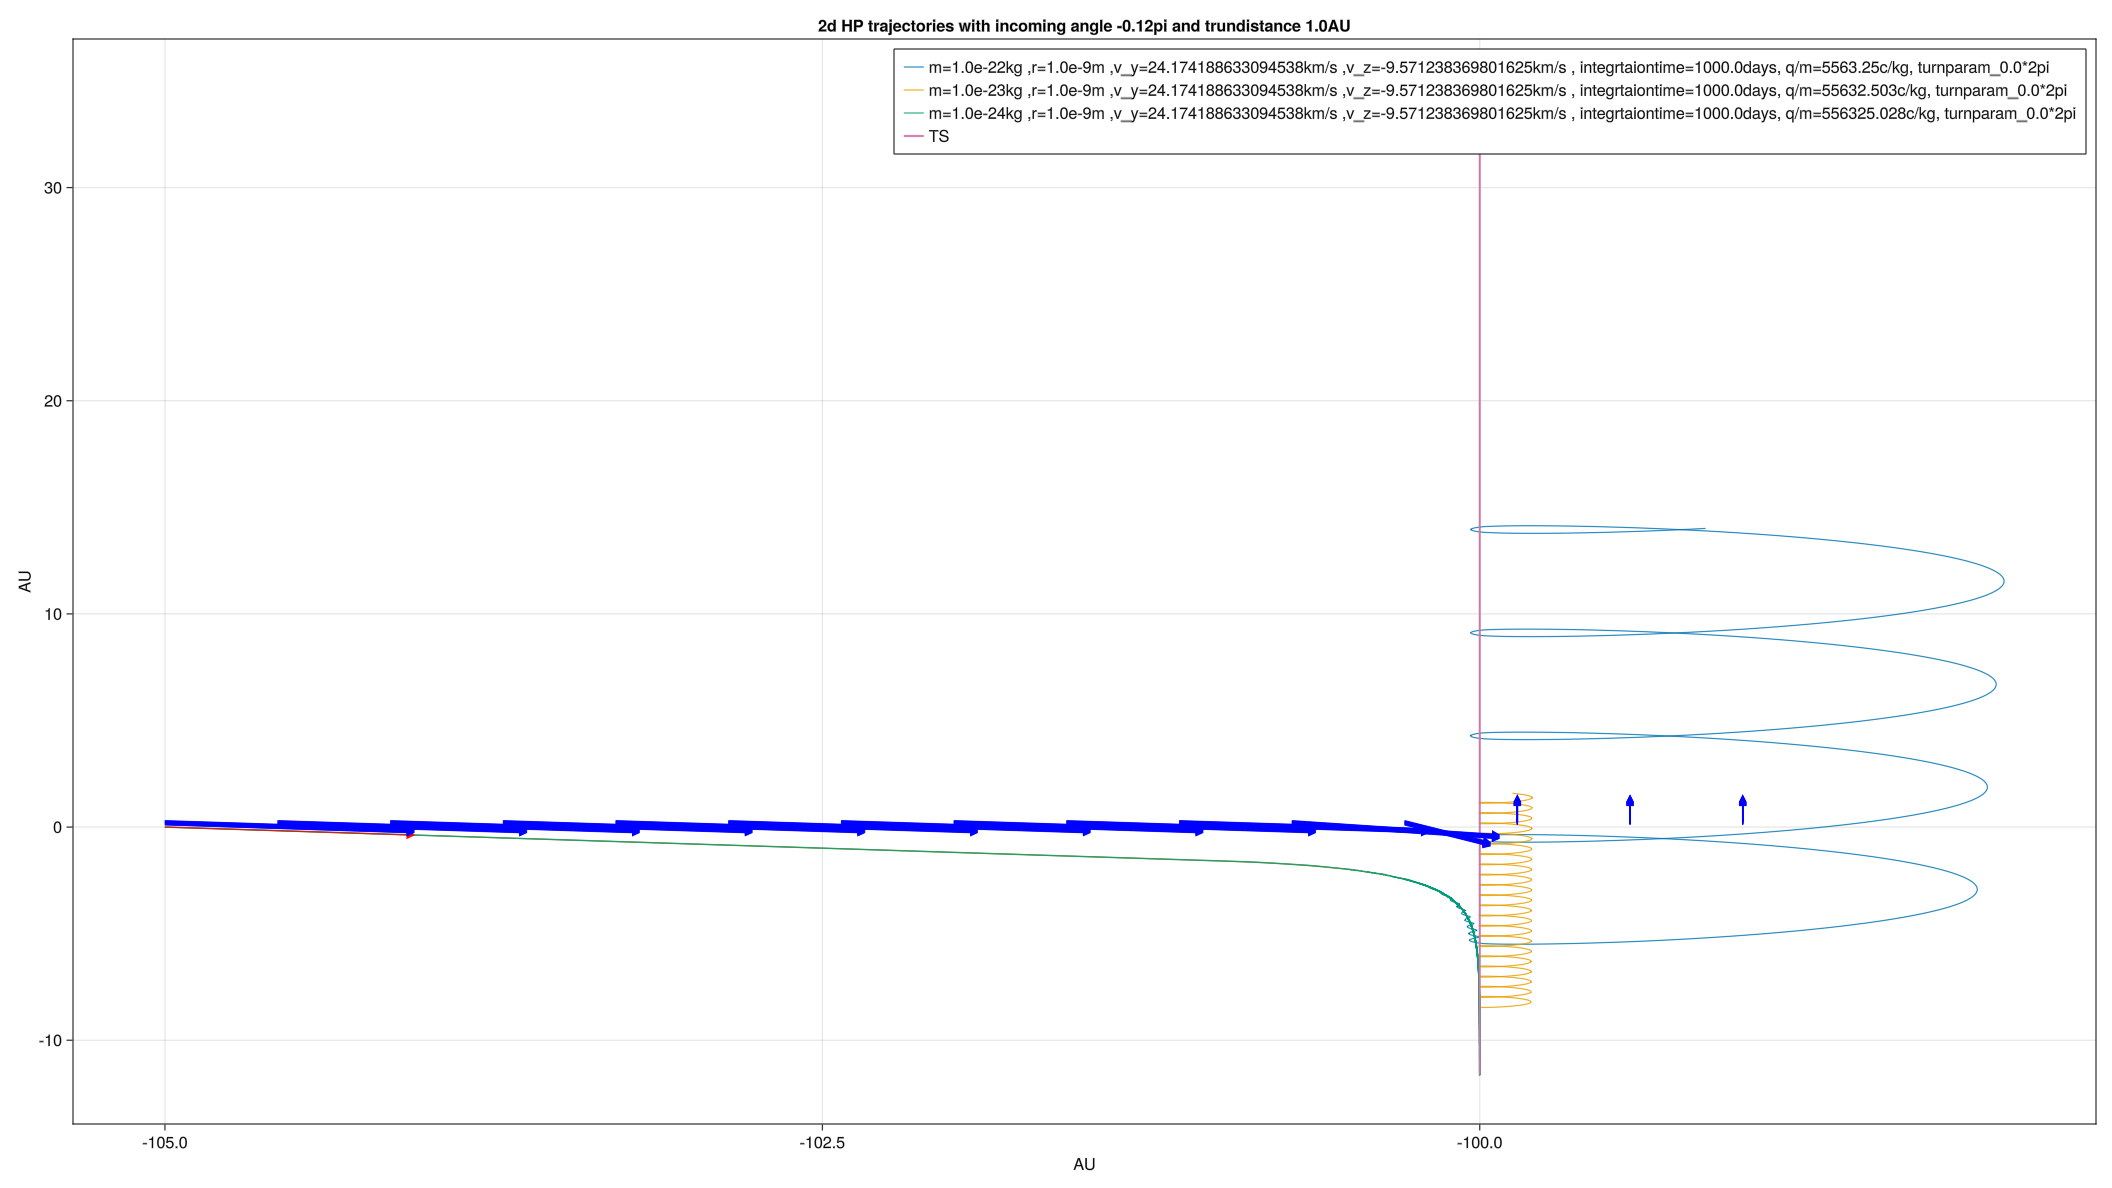 2d HP trajectories with incoming angle -0.12pi and trundistance 1.0AU
m=1.0e-22kg ,r=1.0e-9m ,v_y=24.174188633094538km/s ,v_z=-9.571238369801625km/s , integrtaiontime=1000.0days, q/m=5563.25c/kg, turnparam_0.0*2pi
m=1.0e-23kg ,r=1.0e-9m ,v_y=24.174188633094538km/s ,v_z=-9.571238369801625km/s , integrtaiontime=1000.0days, q/m=55632.503c/kg, turnparam_0.0*2pi
m=1.0e-24kg ,r=1.0e-9m ,v_y=24.174188633094538km/s ,v_z=-9.571238369801625km/s , integrtaiontime=1000.0days, q/m=556325.028c/kg, turnparam_0.0*2pi
TS
30
20
10
0
-10
AU
-105.0
-102.5
-100.0
AU